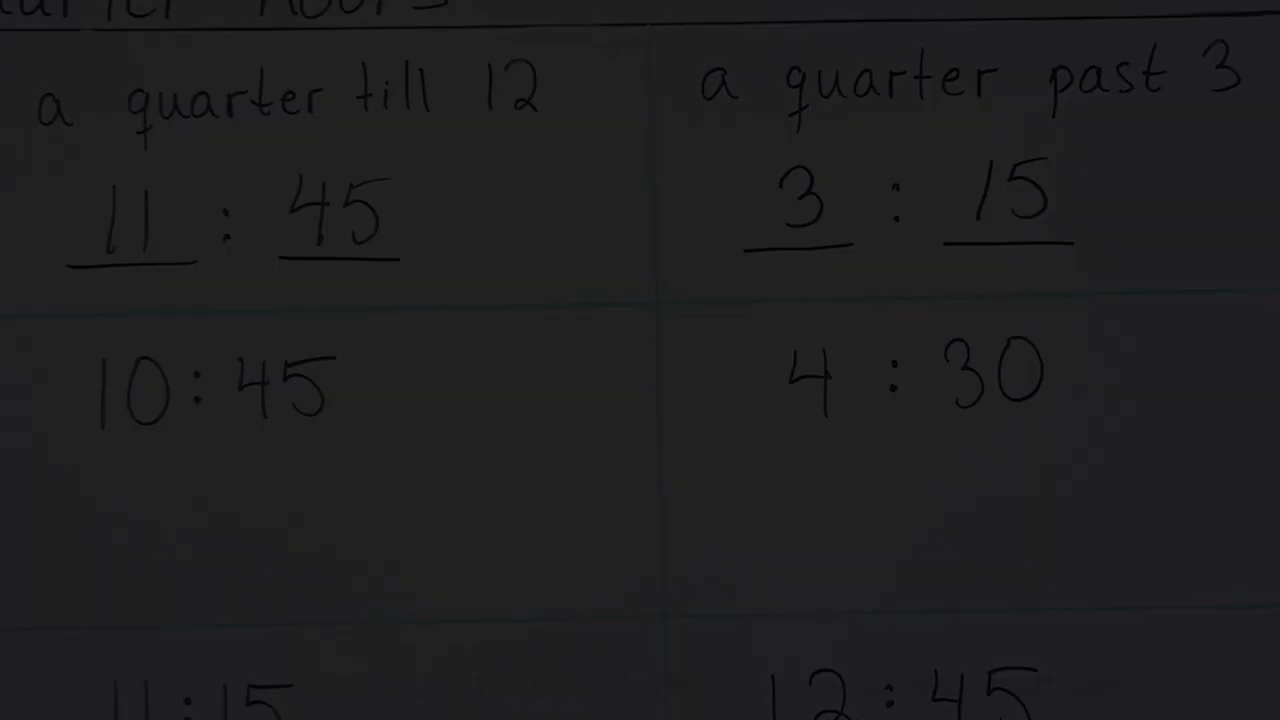 a quarter till 12
11 : 45
a quarter past 3
3 : 15
10:45
4 : 30
11:15
12:45